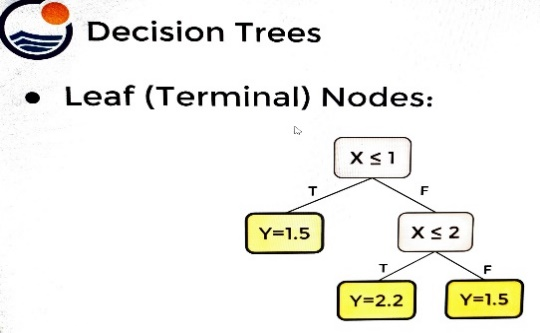 Decision Trees
• Leaf (Terminal) Nodes:
X ≤ 1
T F
Y=1.5 X ≤ 2
T F
Y=2.2 Y=1.5